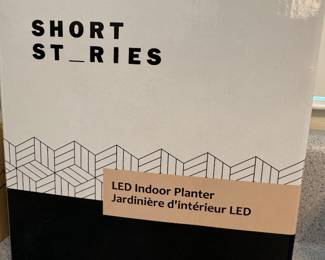 SHORT
ST_RIES
LED Indoor Planter
Jardinière d'intérieur LED